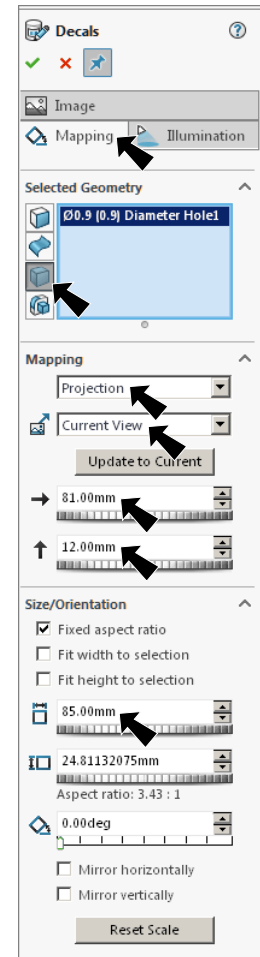 Decals
?
Image
Mapping
Illumination
Selected Geometry
Ø0.9 (0.9) Diameter Hole1
Mapping
Projection
Current View
Update to Current
81.00mm
12.00mm
Size/Orientation
Fixed aspect ratio
Fit width to selection
Fit height to selection
85.00mm
24.81132075mm
Aspect ratio: 3.43 : 1
0.00deg
Mirror horizontally
Mirror vertically
Reset Scale